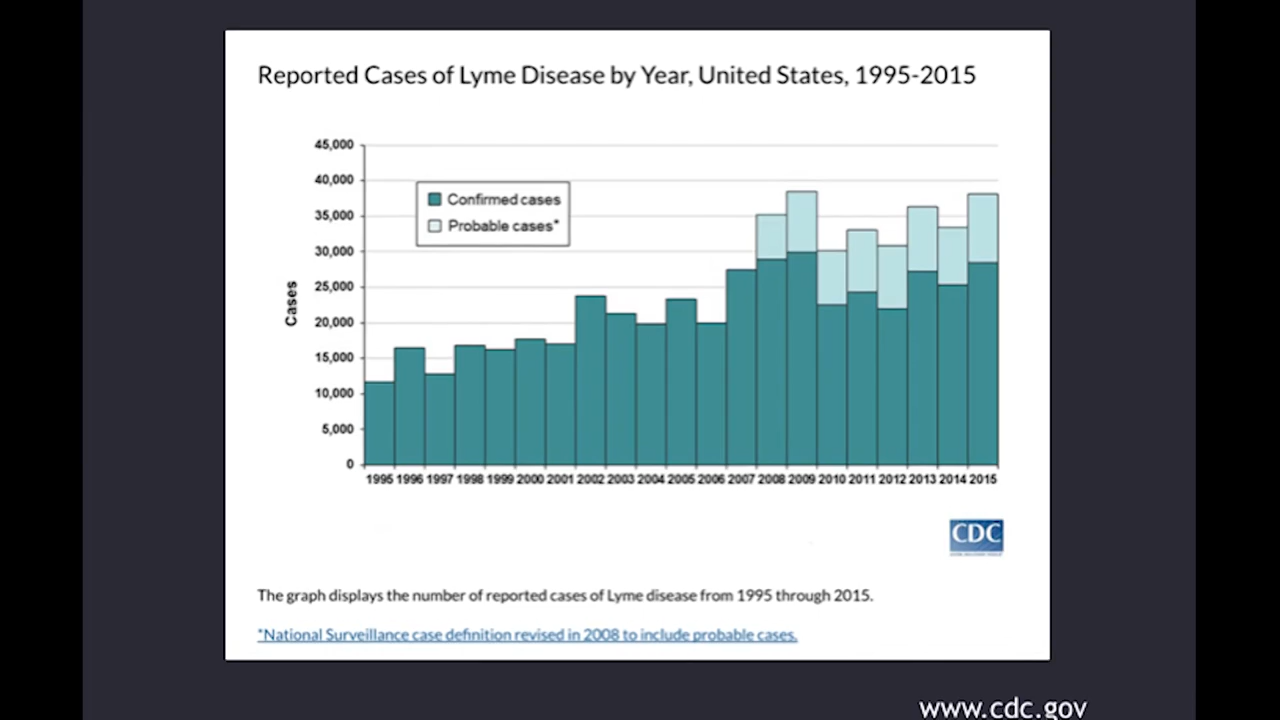 Reported Cases of Lyme Disease by Year, United States, 1995-2015
45,000
40,000
35,000
30,000
25,000
20,000
15,000
10,000
5,000
0
Cases
Confirmed cases
Probable cases*
1995 1996 1997 1998 1999 2000 2001 2002 2003 2004 2005 2006 2007 2008 2009 2010 2011 2012 2013 2014 2015
CDC
The graph displays the number of reported cases of Lyme disease from 1995 through 2015.
*National Surveillance case definition revised in 2008 to include probable cases.
www.cdc.gov